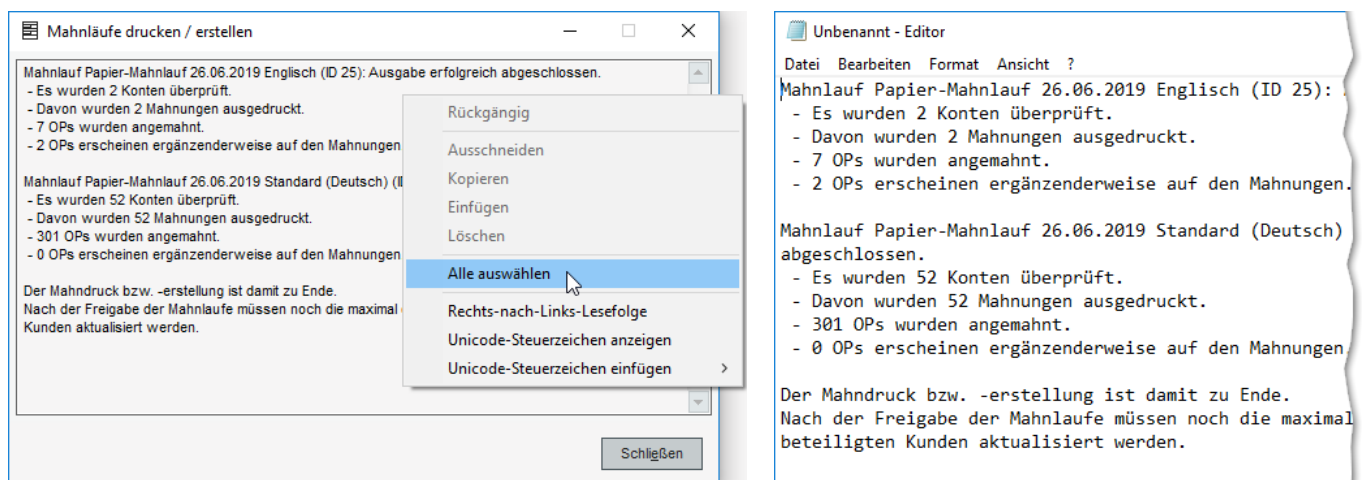 Mahnläufe drucken / erstellen
Mahnlauf Papier-Mahnlauf 26.06.2019 Englisch (ID 25): Ausgabe erfolgreich abgeschlossen.
- Es wurden 2 Konten überprüft.
- Davon wurden 2 Mahnungen ausgedruckt.
- 7 OPs wurden angemahnt.
- 2 OPs erscheinen ergänzenderweise auf den Mahnungen
Mahnlauf Papier-Mahnlauf 26.06.2019 Standard (Deutsch)
- Es wurden 52 Konten überprüft.
- Davon wurden 52 Mahnungen ausgedruckt.
- 301 OPs wurden angemahnt.
- 0 OPs erscheinen ergänzenderweise auf den Mahnungen
Der Mahndruck bzw. -erstellung ist damit zu Ende.
Nach der Freigabe der Mahnläufe müssen noch die maximal
Kunden aktualisiert werden.
Rückgängig
Ausschneiden
Kopieren
Einfügen
Löschen
Alle auswählen
Rechts-nach-Links-Lesefolge
Unicode-Steuerzeichen anzeigen
Unicode-Steuerzeichen einfügen
Schließen
Unbenannt - Editor
Datei Bearbeiten Format Ansicht ?
Mahnlauf Papier-Mahnlauf 26.06.2019 Englisch (ID 25):
- Es wurden 2 Konten überprüft.
- Davon wurden 2 Mahnungen ausgedruckt.
- 7 OPs wurden angemahnt.
- 2 OPs erscheinen ergänzenderweise auf den Mahnungen.
Mahnlauf Papier-Mahnlauf 26.06.2019 Standard (Deutsch)
abgeschlossen.
- Es wurden 52 Konten überprüft.
- Davon wurden 52 Mahnungen ausgedruckt.
- 301 OPs wurden angemahnt.
- 0 OPs erscheinen ergänzenderweise auf den Mahnungen
Der Mahndruck bzw. -erstellung ist damit zu Ende.
Nach der Freigabe der Mahnlaufe müssen noch die maximal
beteiligten Kunden aktualisiert werden.